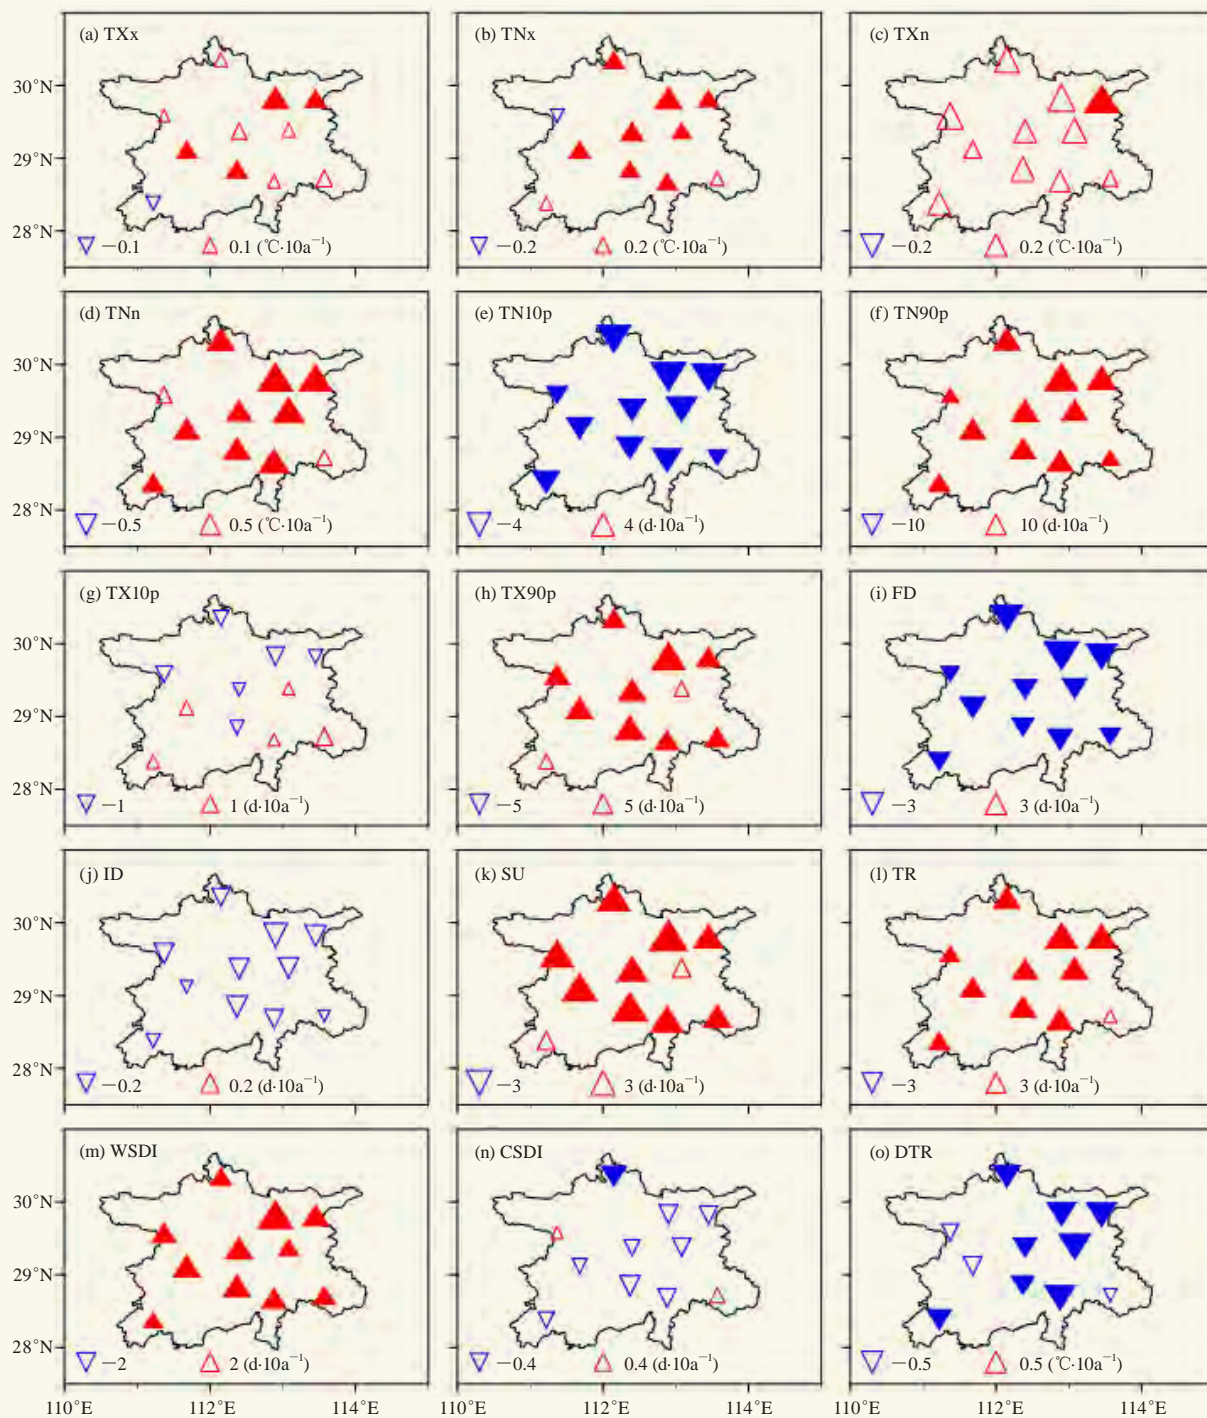 (a) TXx
(b) TNx
(c) TXn
30°N
29°N
28°N
−0.1
0.1 (℃·10a⁻¹)
−0.2
0.2 (℃·10a⁻¹)
−0.2
0.2 (℃·10a⁻¹)
(d) TNn
(e) TN10p
(f) TN90p
30°N
29°N
28°N
−0.5
0.5 (℃·10a⁻¹)
−4
4 (d·10a⁻¹)
−10
10 (d·10a⁻¹)
(g) TX10p
(h) TX90p
(i) FD
30°N
29°N
28°N
−1
1 (d·10a⁻¹)
−5
5 (d·10a⁻¹)
−3
3 (d·10a⁻¹)
(j) ID
(k) SU
(l) TR
30°N
29°N
28°N
−0.2
0.2 (d·10a⁻¹)
−3
3 (d·10a⁻¹)
−3
3 (d·10a⁻¹)
(m) WSDI
(n) CSDI
(o) DTR
30°N
29°N
28°N
−2
2 (d·10a⁻¹)
−0.4
0.4 (d·10a⁻¹)
−0.5
0.5 (℃·10a⁻¹)
110°E
112°E
114°E
110°E
112°E
114°E
110°E
112°E
114°E